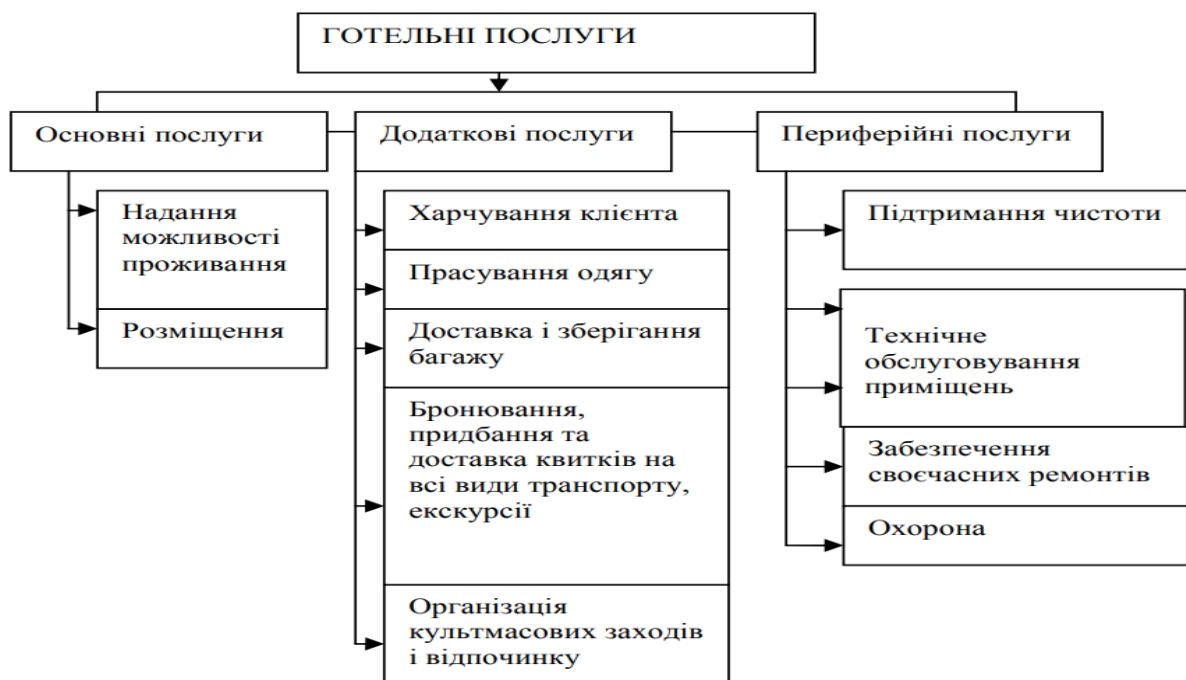 ГОТЕЛЬНІ ПОСЛУГИ
Основні послуги
Додаткові послуги
Периферійні послуги
Надання
можливості
проживання
Розміщення
Харчування клієнта
Прасування одягу
Доставка і зберігання
багажу
Бронювання,
придбання та
доставка квитків на
всі види транспорту,
екскурсії
Організація
культмасових заходів
і відпочинку
Підтримання чистоти
Технічне
обслуговування
приміщень
Забезпечення
своєчасних ремонтів
Охорона